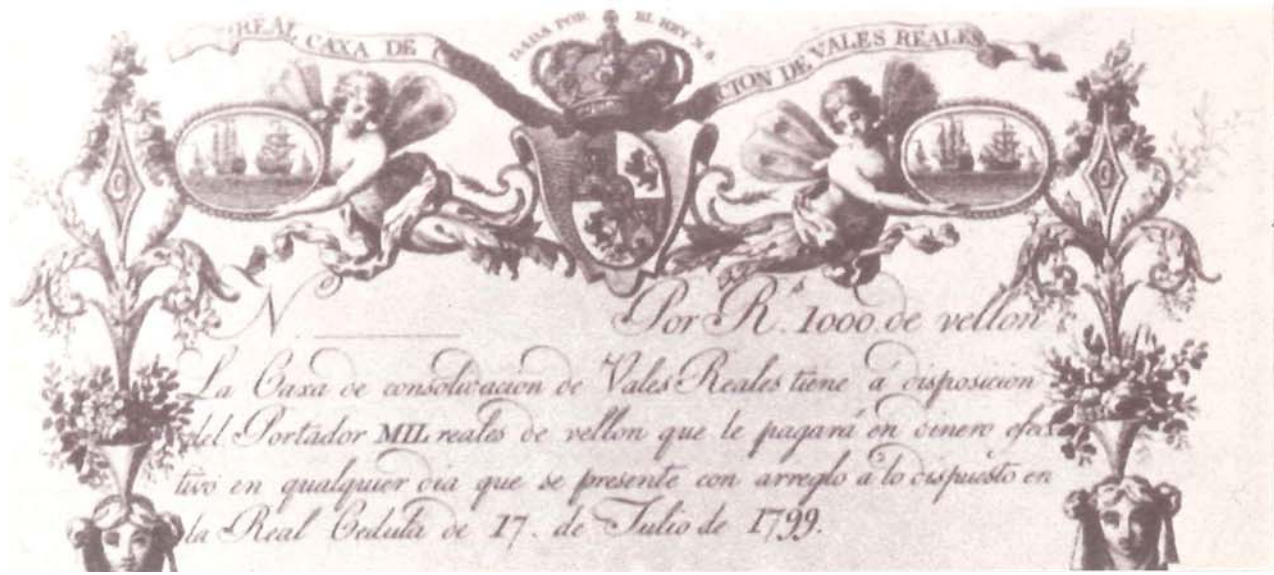 REAL CAXA DE
DADA POR EL REY N. S.
CION DE VALES REALES
9
N. Por R.ˢ 1000 de vellon
La Caxa de consolidacion de Vales Reales tiene á disposicion
del Portador MIL reales de vellon que le pagará en dinero efec
tivo en qualquier dia que se presente con arreglo á lo dispuesto en
la Real Cedula de 17. de Julio de 1799.